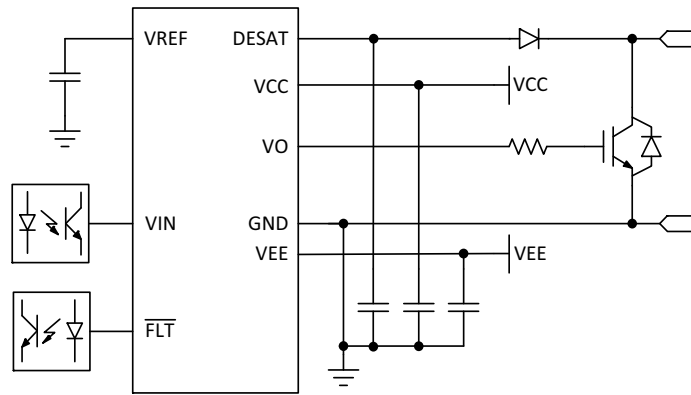 VREF
DESAT
VCC
VCC
VO
VIN
GND
VEE
VEE
FLT